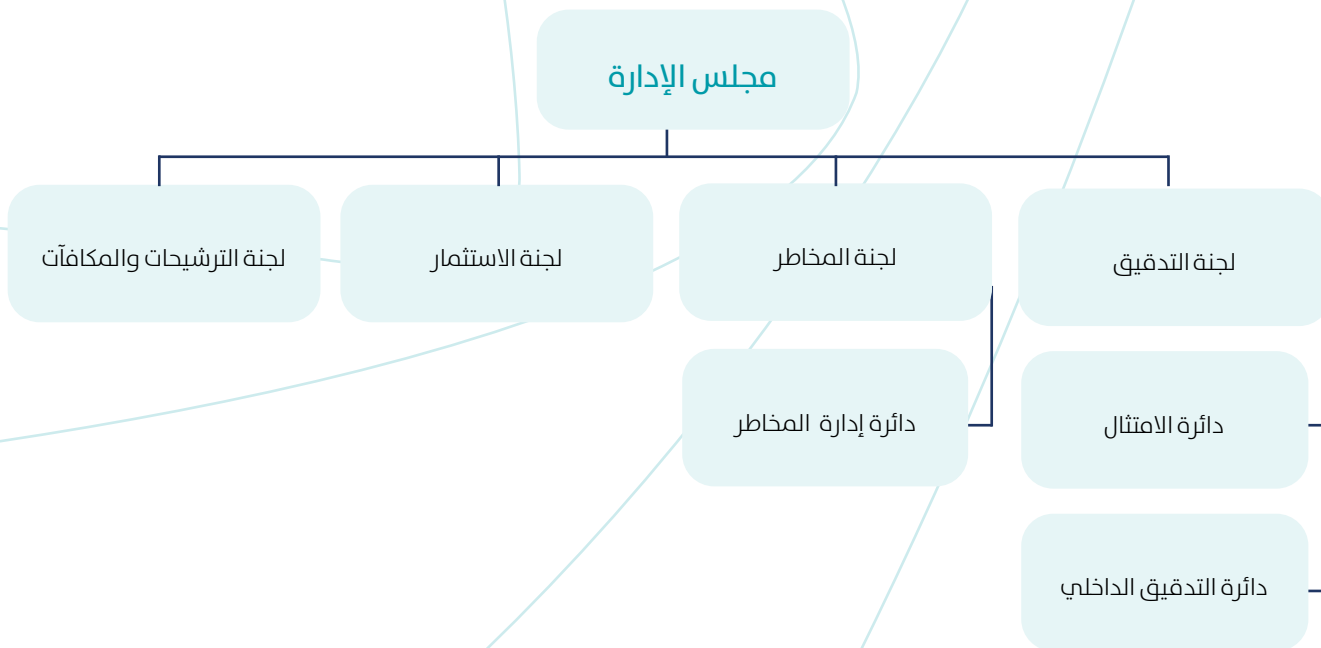 مجلس الإدارة
لجنة التدقيق
لجنة المخاطر
لجنة الاستثمار
لجنة الترشيحات والمكافآت
دائرة إدارة المخاطر
دائرة الامتثال
دائرة التدقيق الداخلي